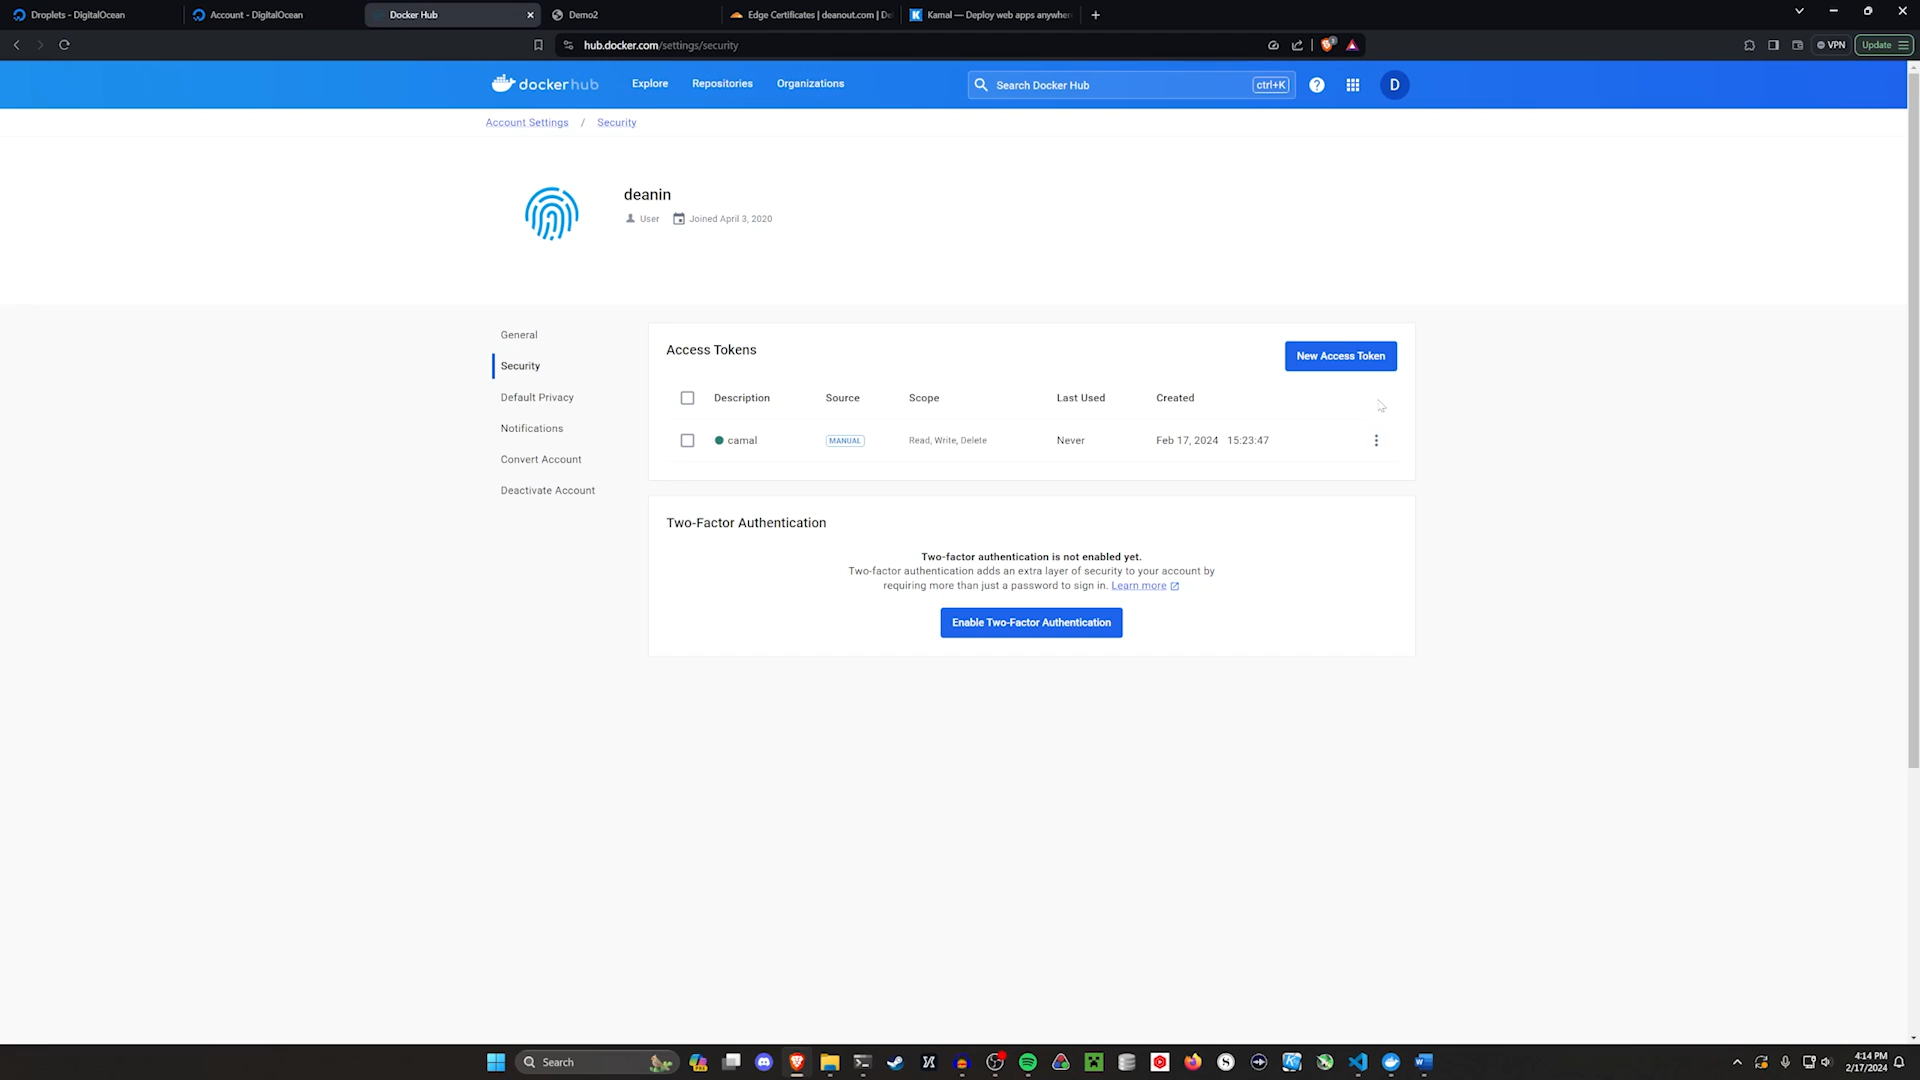 Droplets - DigitalOcean
Account - DigitalOcean
Docker Hub
Demo2
Edge Certificates | deanout.com | De
Kamal — Deploy web apps anywhere
hub.docker.com/settings/security
VPN
Update
dockerhub
Explore
Repositories
Organizations
Search Docker Hub
ctrl+K
D
Account Settings / Security
deanin
User
Joined April 3, 2020
General
Security
Default Privacy
Notifications
Convert Account
Deactivate Account
Access Tokens
New Access Token
Description Source Scope Last Used Created
camal MANUAL Read, Write, Delete Never Feb 17, 2024 15:23:47
Two-Factor Authentication
Two-factor authentication is not enabled yet.
Two-factor authentication adds an extra layer of security to your account by
requiring more than just a password to sign in. Learn more
Enable Two-Factor Authentication
Search
4:14 PM
2/17/2024